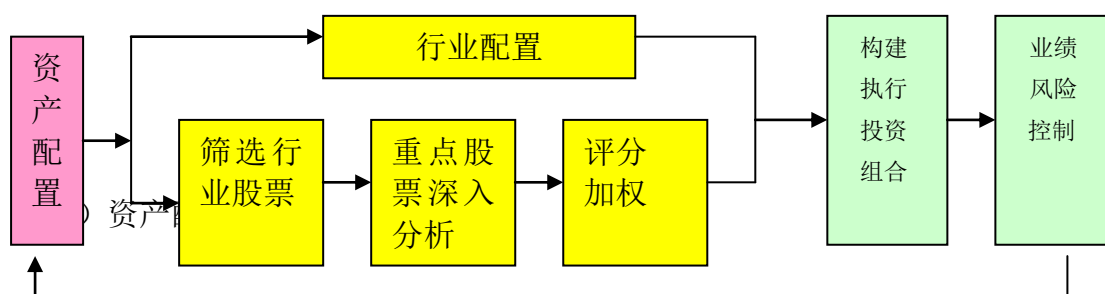 资
产
配
置
行业配置
筛选行
业股票
重点股
票深入
分析
评分
加权
构建
执行
投资
组合
业绩
风险
控制
）资产